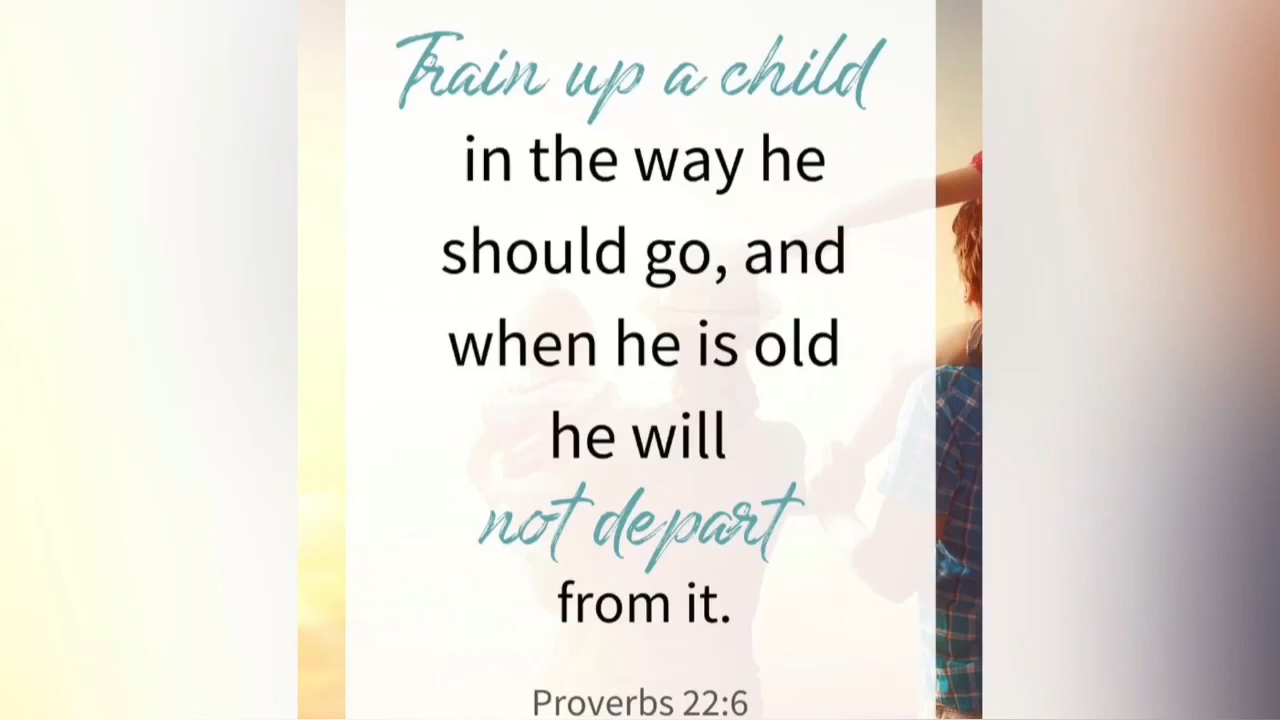 Train up a child
in the way he
should go, and
when he is old
he will
not depart
from it.
Proverbs 22:6